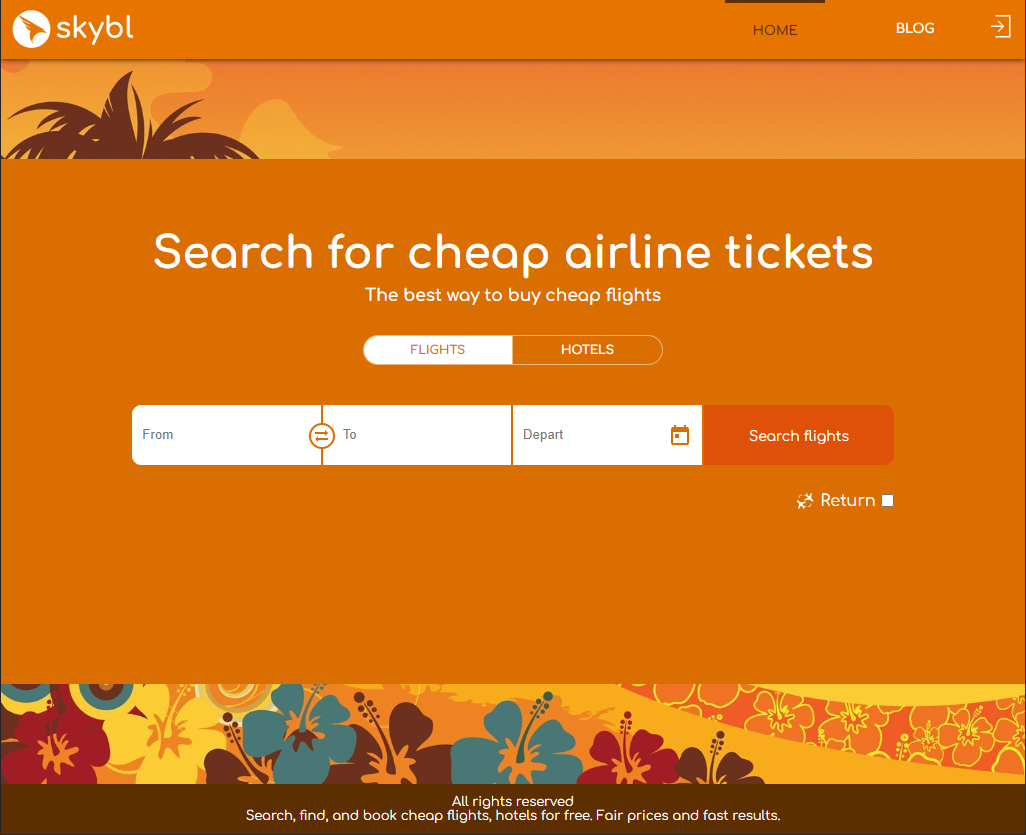 skybl
HOME
BLOG
Search for cheap airline tickets
The best way to buy cheap flights
FLIGHTS
HOTELS
From
To
Depart
Search flights
Return
All rights reserved
Search, find, and book cheap flights, hotels for free. Fair prices and fast results.